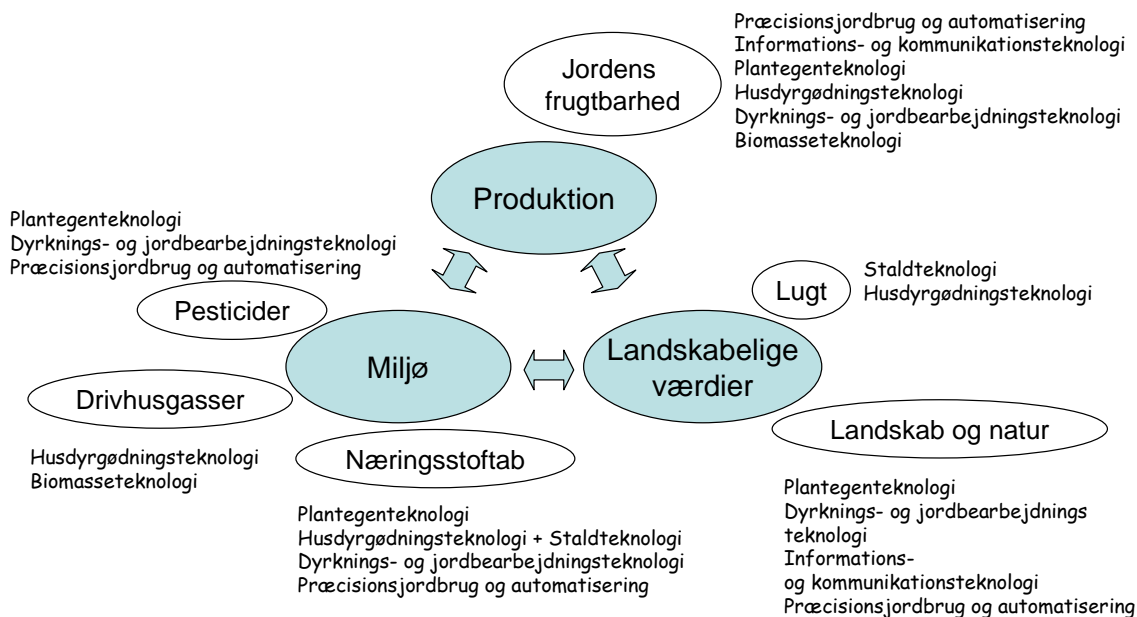 Præcisionsjordbrug og automatisering
Informations- og kommunikationsteknologi
Plantegenteknologi
Husdyrgødningsteknologi
Dyrknings- og jordbearbejdningsteknologi
Biomasseteknologi
Jordens
frugtbarhed
Produktion
Plantegenteknologi
Dyrknings- og jordbearbejdningsteknologi
Præcisionsjordbrug og automatisering
Pesticider
Lugt
Staldteknologi
Husdyrgødningsteknologi
Miljø
Landskabelige
værdier
Drivhusgasser
Husdyrgødningsteknologi
Biomasseteknologi
Næringsstoftab
Plantegenteknologi
Husdyrgødningsteknologi + Staldteknologi
Dyrknings- og jordbearbejdningsteknologi
Præcisionsjordbrug og automatisering
Landskab og natur
Plantegenteknologi
Dyrknings- og jordbearbejdnings
teknologi
Informations-
og kommunikationsteknologi
Præcisionsjordbrug og automatisering